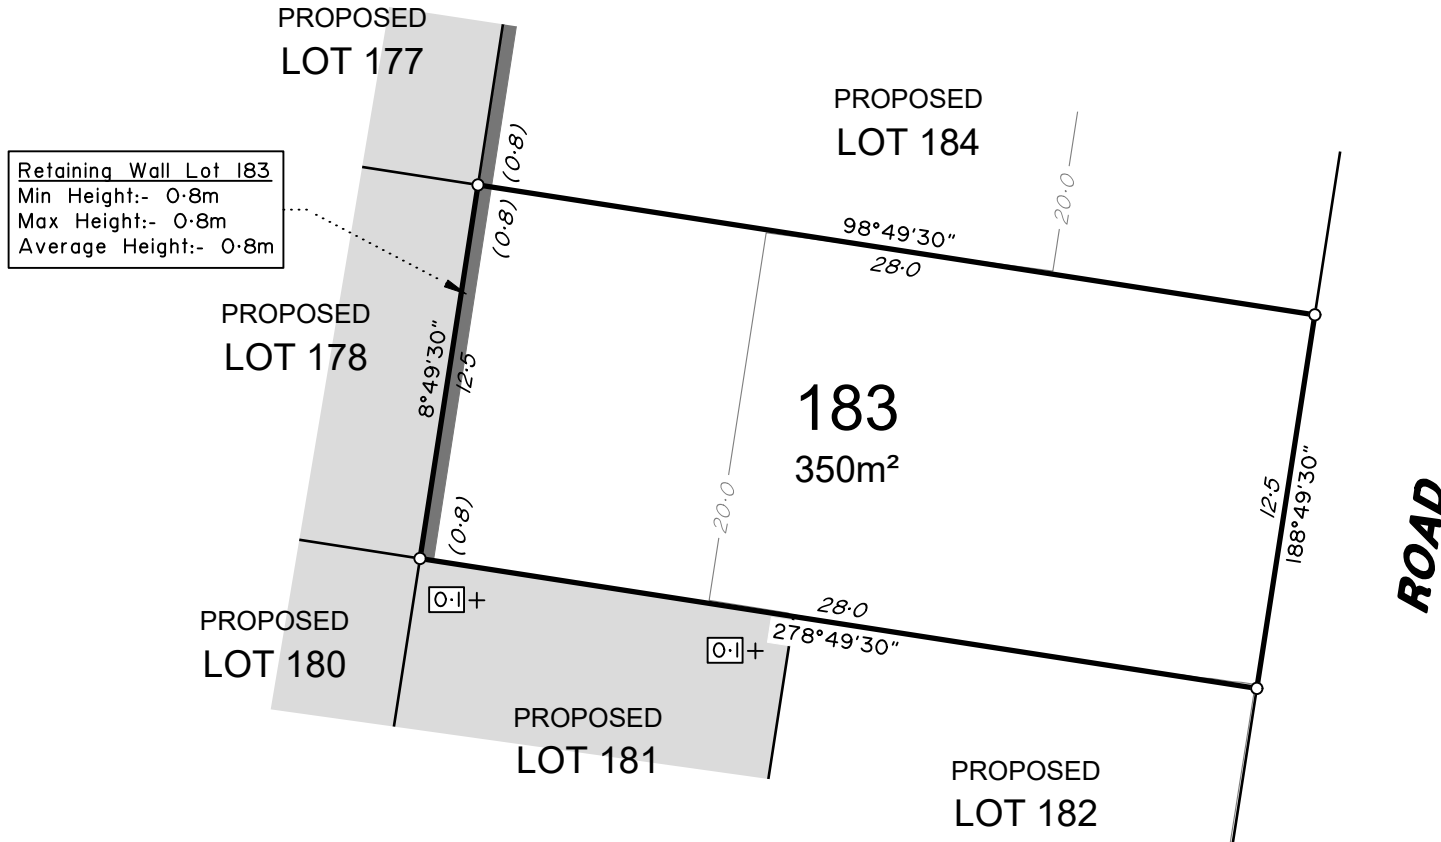 PROPOSED
LOT 177
PROPOSED
LOT 184
Retaining Wall Lot 183
Min Height:- 0·8m
Max Height:- 0·8m
Average Height:- 0·8m
(0·8)
(0·8)
20·0
98°49'30"
28·0
PROPOSED
LOT 178
8°49'30"
12·5
183
350m²
20·0
12·5
188°49'30"
ROAD
(0·8)
0·1
28·0
278°49'30"
0·1
PROPOSED
LOT 180
PROPOSED
LOT 181
PROPOSED
LOT 182